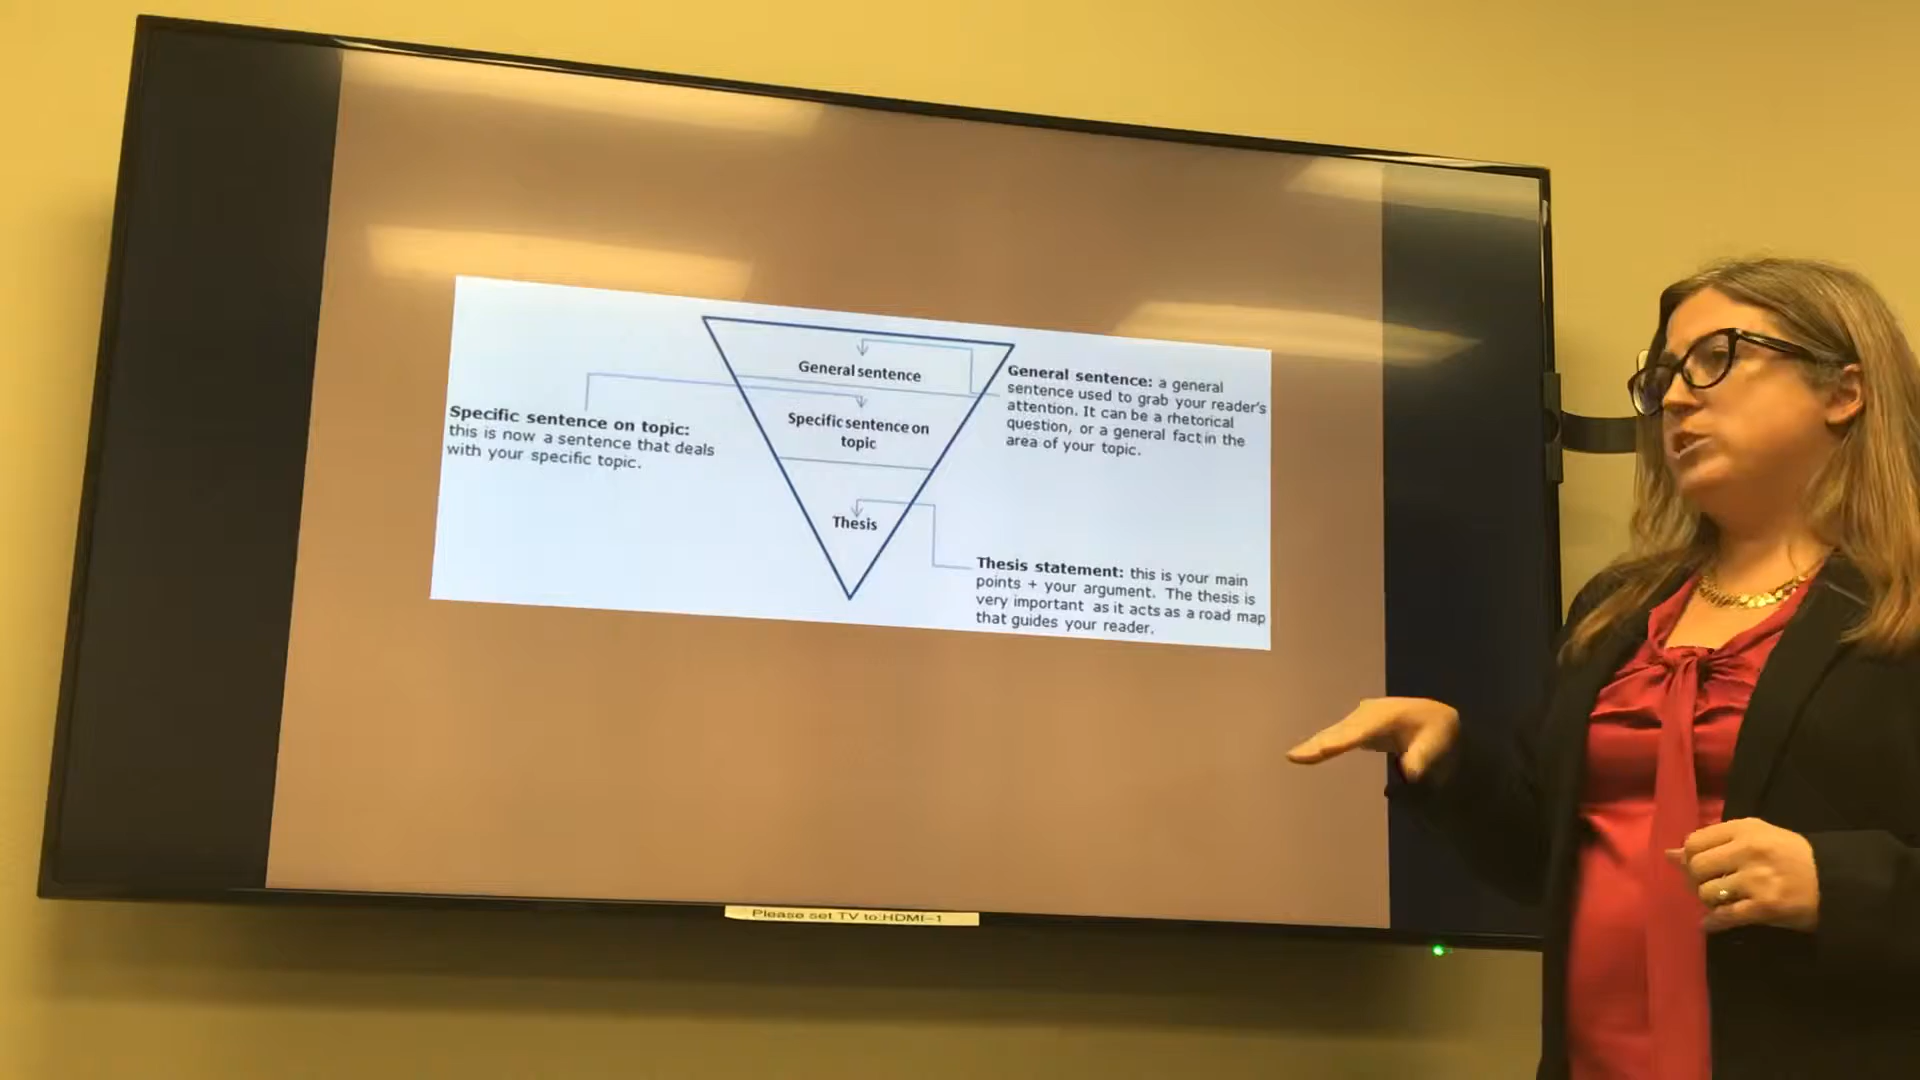 General sentence
Specific sentence on
topic
Thesis
Specific sentence on topic:
this is now a sentence that deals
with your specific topic.
General sentence: a general
sentence used to grab your reader's
attention. It can be a rhetorical
question, or a general fact in the
area of your topic.
Thesis statement: this is your main
points + your argument. The thesis is
very important as it acts as a road map
that guides your reader.
Please set TV to HDMI-1